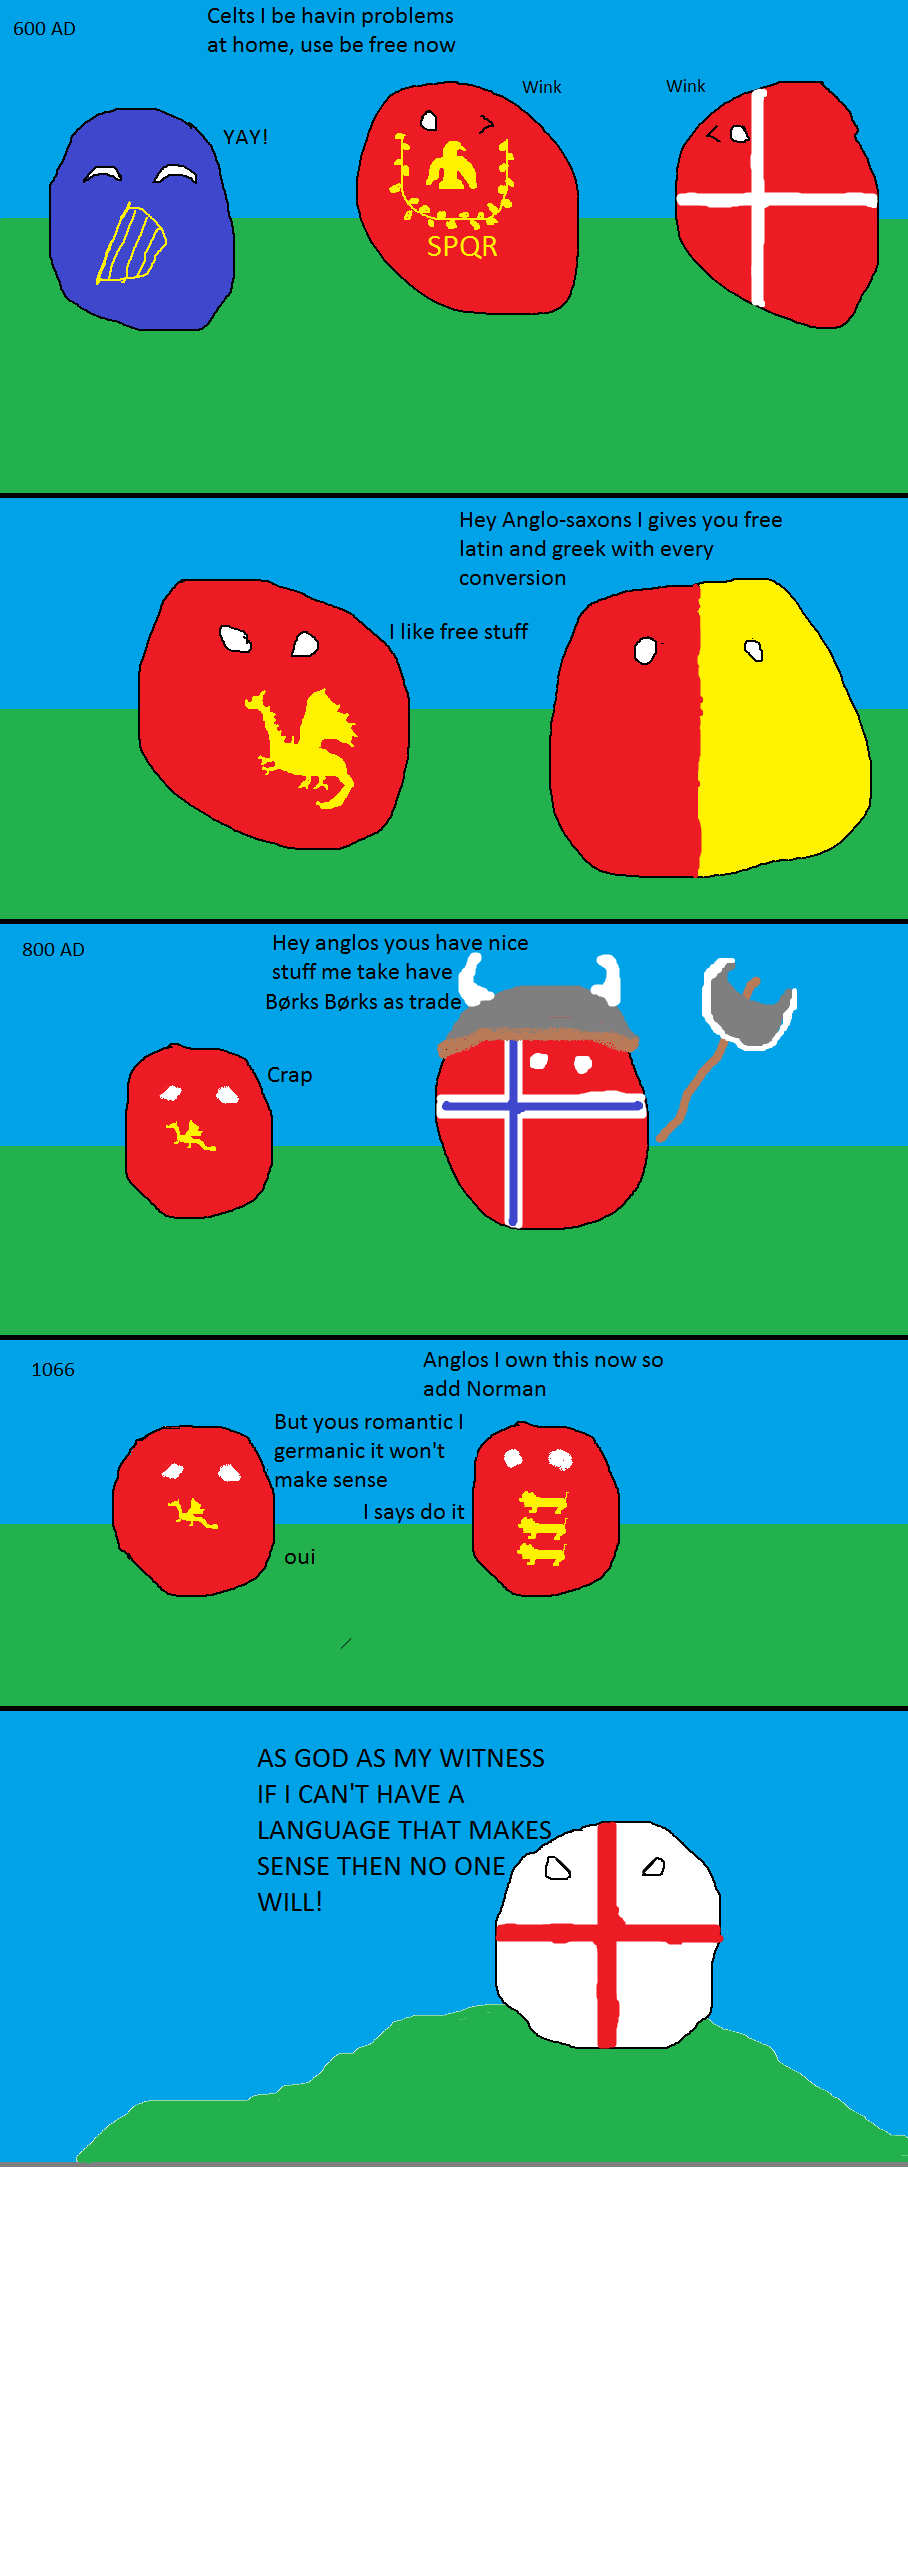 600 AD
Celts I be havin problems
at home, use be free now
YAY!
Wink
Wink
SPQR
Hey Anglo-saxons I gives you free
latin and greek with every
conversion
I like free stuff
800 AD
Hey anglos yous have nice
stuff me take have
Børks Børks as trade
Crap
1066
Anglos I own this now so
add Norman
But yous romantic I
germanic it won't
make sense
I says do it
oui
AS GOD AS MY WITNESS
IF I CAN'T HAVE A
LANGUAGE THAT MAKES
SENSE THEN NO ONE
WILL!